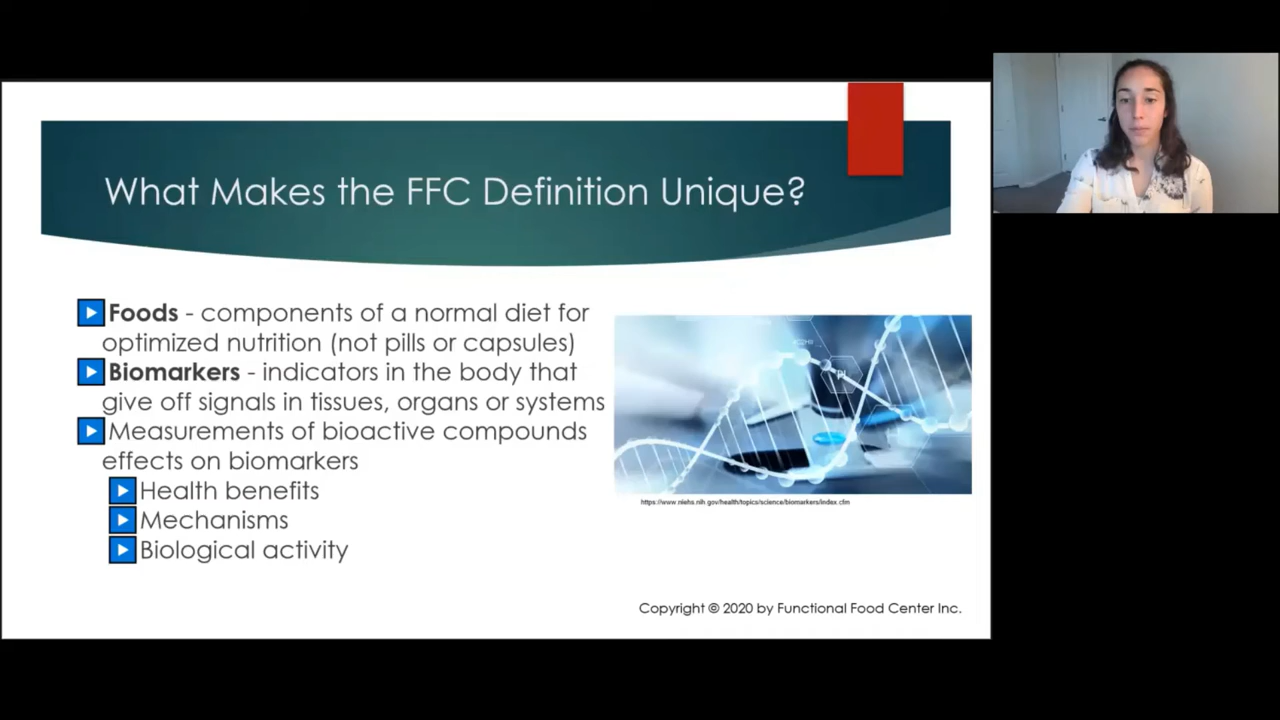 What Makes the FFC Definition Unique?
Foods - components of a normal diet for
optimized nutrition (not pills or capsules)
Biomarkers - indicators in the body that
give off signals in tissues, organs or systems
Measurements of bioactive compounds
effects on biomarkers
Health benefits
Mechanisms
Biological activity
https://www.niehs.nih.gov/health/topics/science/biomarkers/index.cfm
Copyright © 2020 by Functional Food Center Inc.